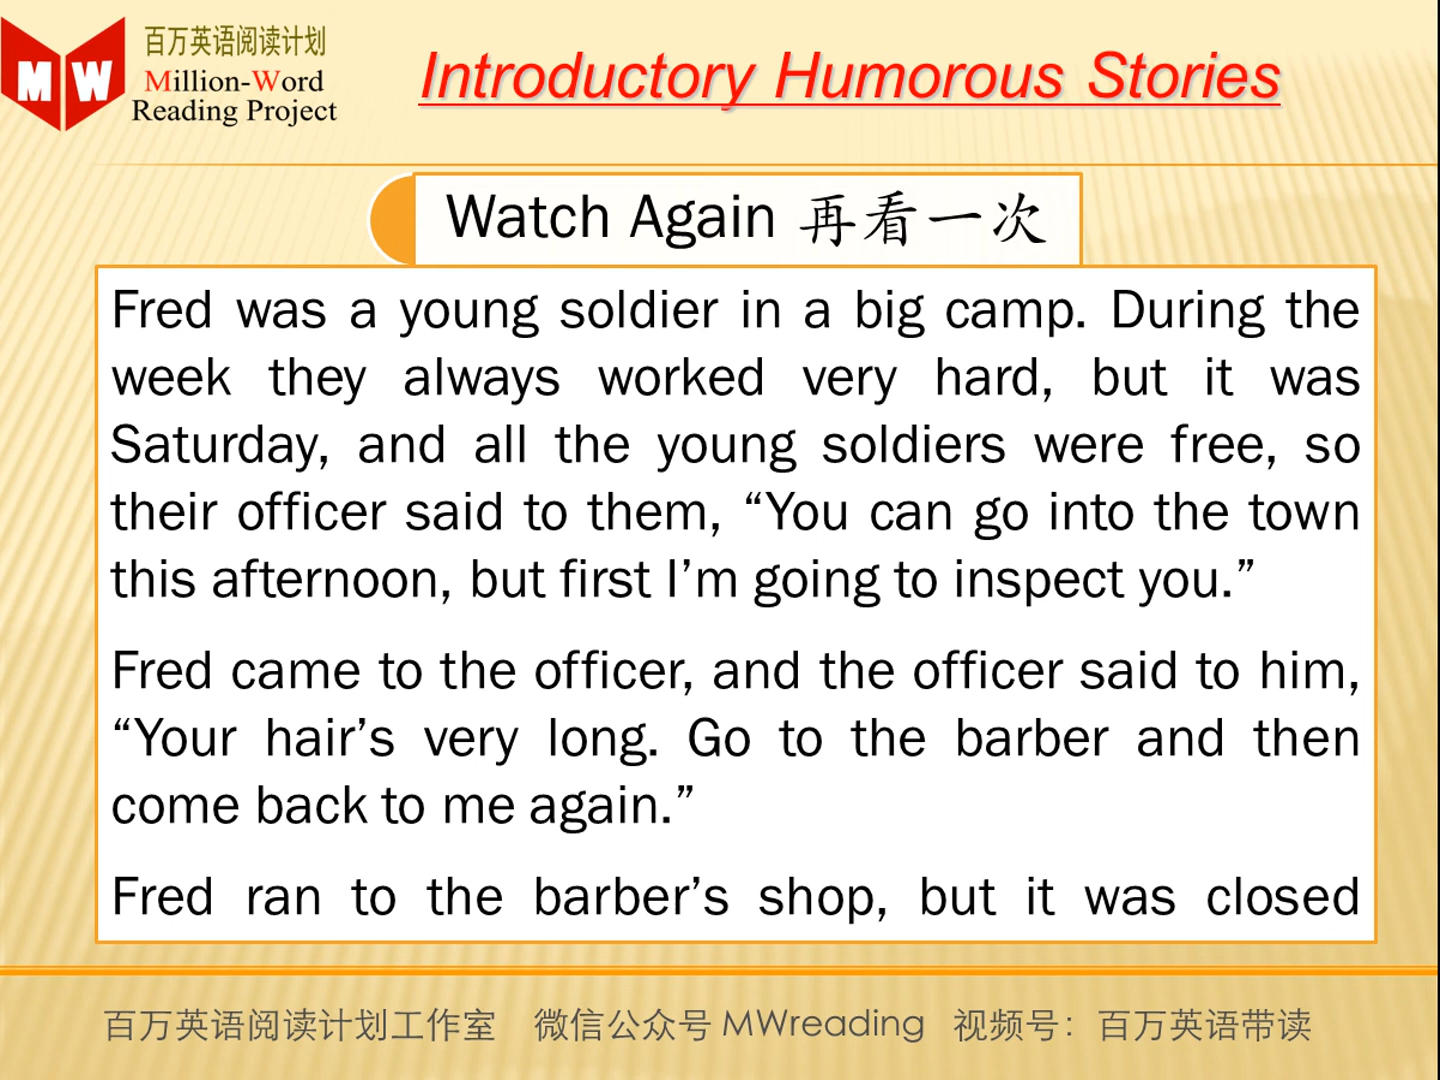 百万英语阅读计划
Million-Word
Reading Project
MW
Introductory Humorous Stories
Watch Again 再看一次
Fred was a young soldier in a big camp. During the
week they always worked very hard, but it was
Saturday, and all the young soldiers were free, so
their officer said to them, “You can go into the town
this afternoon, but first I’m going to inspect you.”
Fred came to the officer, and the officer said to him,
“Your hair’s very long. Go to the barber and then
come back to me again.”
Fred ran to the barber’s shop, but it was closed
百万英语阅读计划工作室 微信公众号 MWreading 视频号：百万英语带读